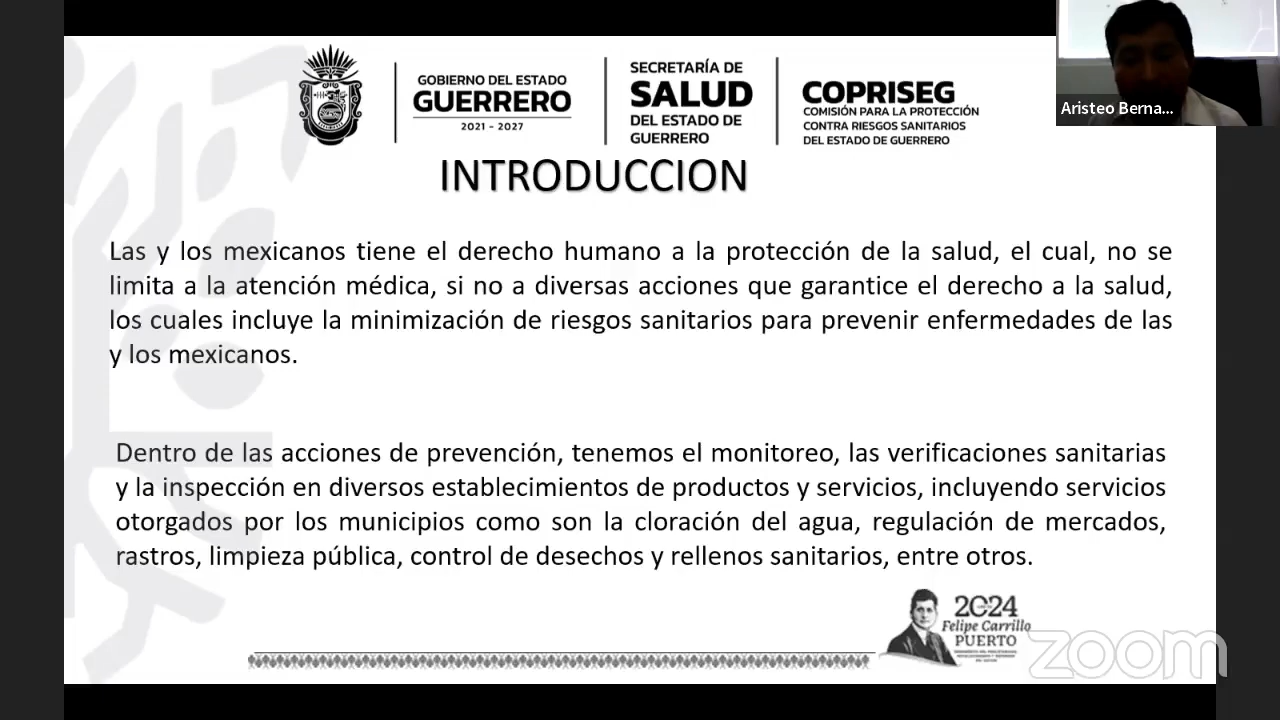 GOBIERNO DEL ESTADO
GUERRERO
2021 - 2027
SECRETARÍA DE
SALUD
DEL ESTADO DE
GUERRERO
COPRISEG
COMISIÓN PARA LA PROTECCIÓN
CONTRA RIESGOS SANITARIOS
DEL ESTADO DE GUERRERO
Aristeo Berna...
INTRODUCCION
Las y los mexicanos tiene el derecho humano a la protección de la salud, el cual, no se
limita a la atención médica, si no a diversas acciones que garantice el derecho a la salud,
los cuales incluye la minimización de riesgos sanitarios para prevenir enfermedades de las
y los mexicanos.
Dentro de las acciones de prevención, tenemos el monitoreo, las verificaciones sanitarias
y la inspección en diversos establecimientos de productos y servicios, incluyendo servicios
otorgados por los municipios como son la cloración del agua, regulación de mercados,
rastros, limpieza pública, control de desechos y rellenos sanitarios, entre otros.
2024
Felipe Carrillo
PUERTO
zoom